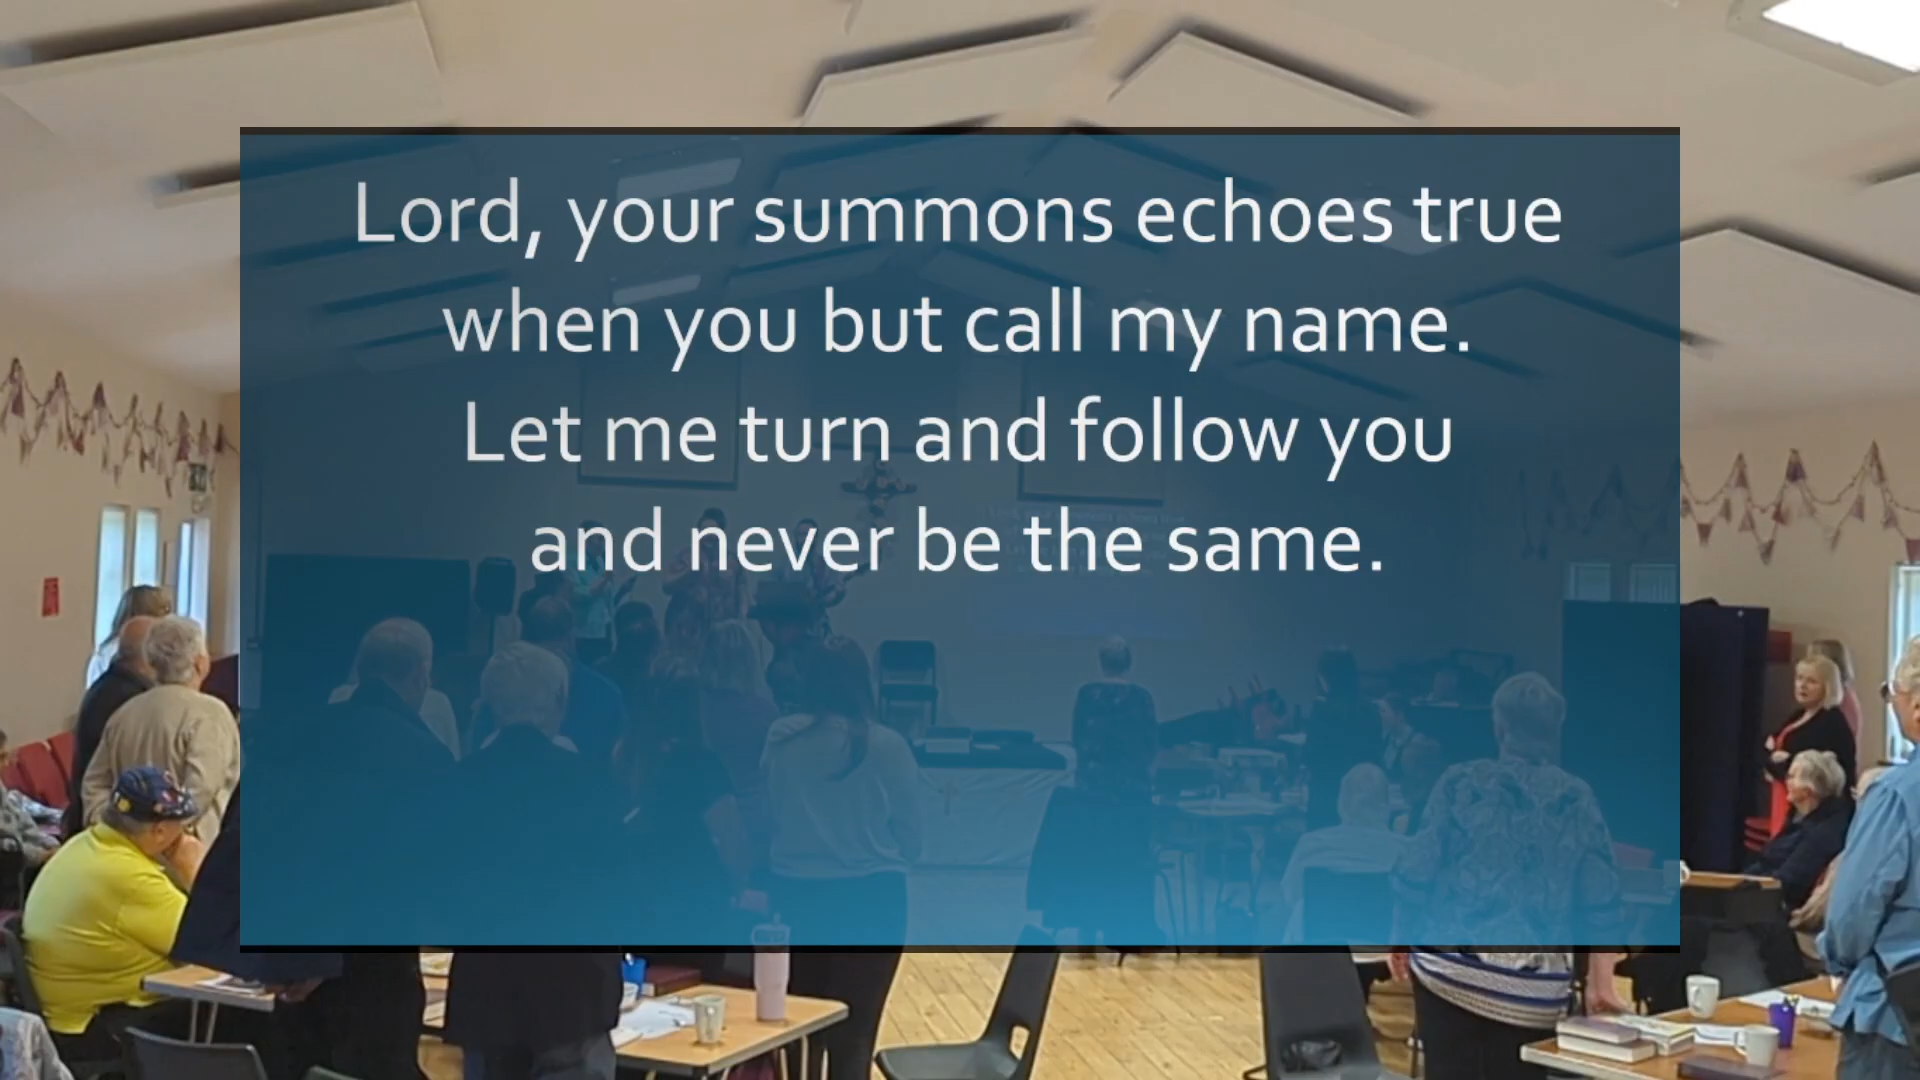 Lord, your summons echoes true
when you but call my name.
Let me turn and follow you
and never be the same.